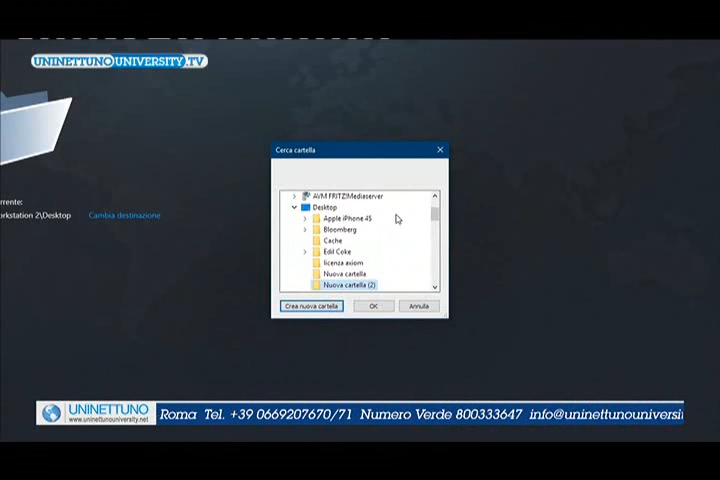 UNINETTUNOUNIVERSITY.TV
Cerca cartella
AVM FRITZ!Mediaserver
Desktop
Apple iPhone 4S
Bloomberg
Cache
Edil Coke
licenza axiom
Nuova cartella
Nuova cartella (2)
Crea nuova cartella
OK
Annulla
rrente:
orkstation 2\Desktop
Cambia destinazione
UNINETTUNO
www.uninettunouniversity.net
Roma Tel. +39 0669207670/71 Numero Verde 800333647 info@uninettunouniversit